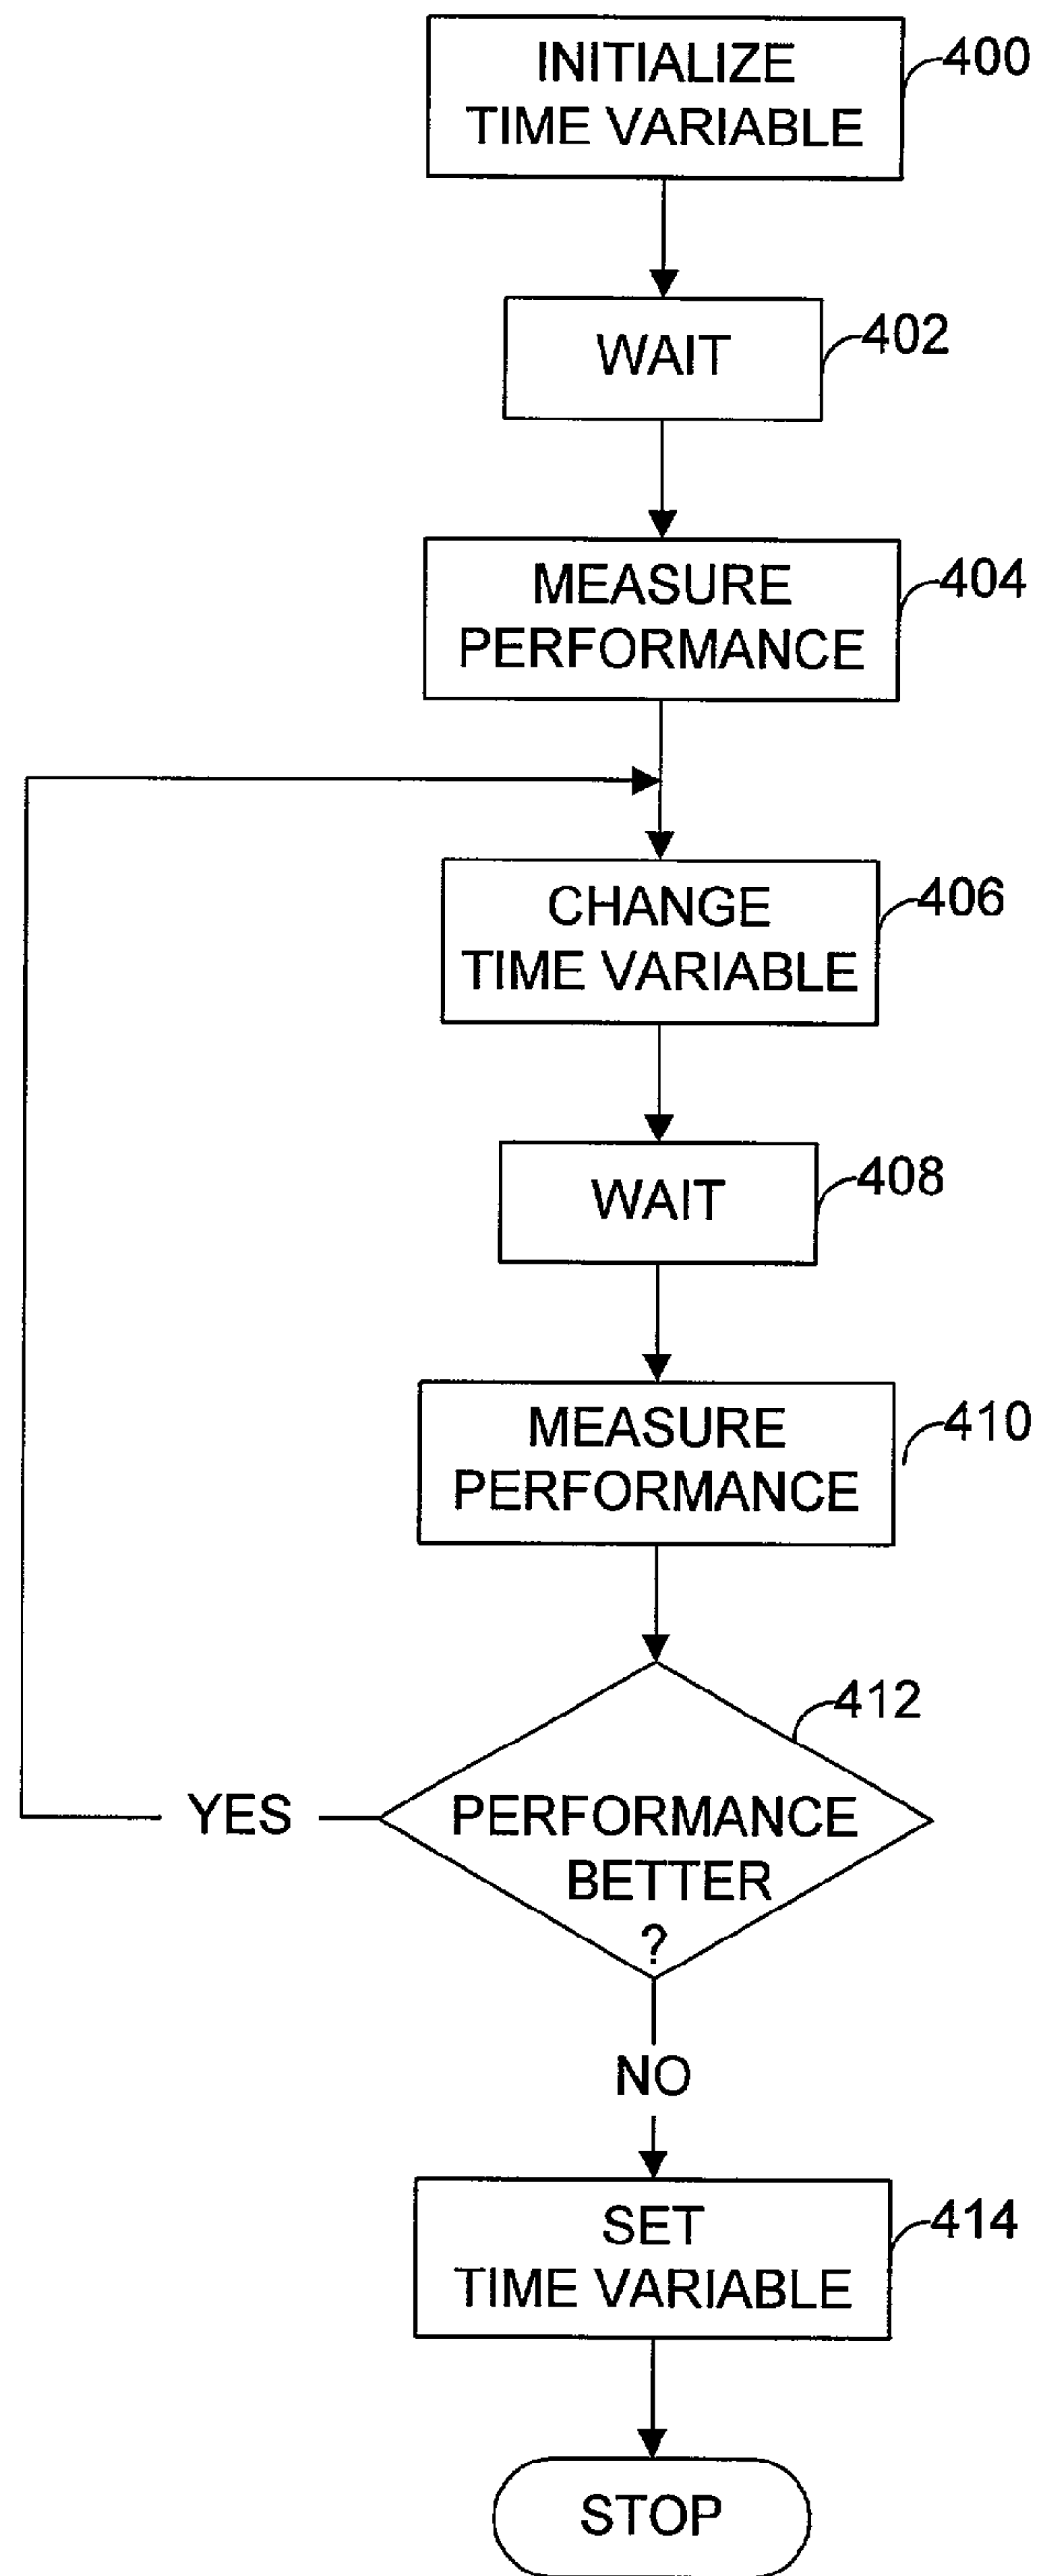 INITIALIZE
TIME VARIABLE
400
WAIT
402
MEASURE
PERFORMANCE
404
CHANGE
TIME VARIABLE
406
WAIT
408
MEASURE
PERFORMANCE
410
412
PERFORMANCE
BETTER
?
YES
NO
SET
TIME VARIABLE
414
STOP